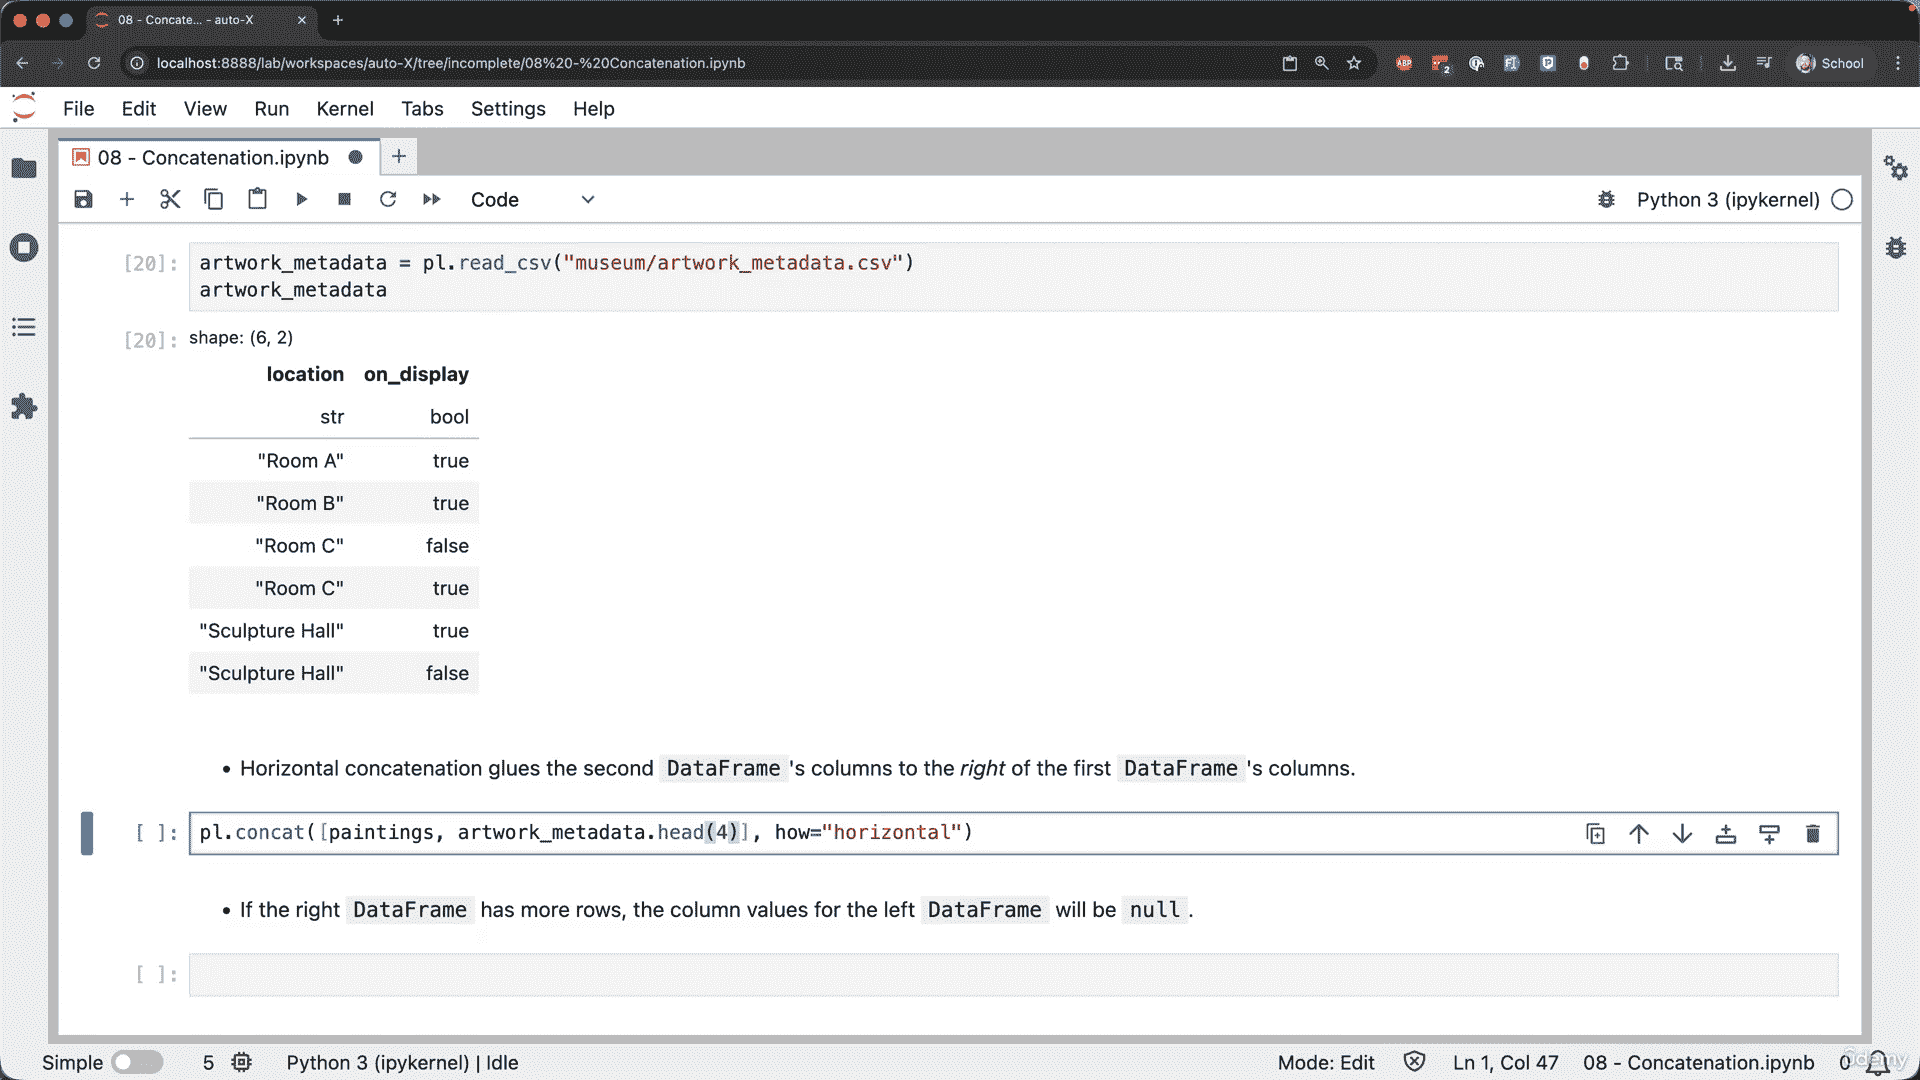 08 - Concate... - auto-X
localhost:8888/lab/workspaces/auto-X/tree/incomplete/08%20-%20Concatenation.ipynb
ABP
2
School
File Edit View Run Kernel Tabs Settings Help
08 - Concatenation.ipynb
Code
Python 3 (ipykernel)
[20]: artwork_metadata = pl.read_csv("museum/artwork_metadata.csv")
artwork_metadata
[20]: shape: (6, 2)
location on_display
str bool
"Room A" true
"Room B" true
"Room C" false
"Room C" true
"Sculpture Hall" true
"Sculpture Hall" false
• Horizontal concatenation glues the second DataFrame 's columns to the right of the first DataFrame 's columns.
[ ]: pl.concat([paintings, artwork_metadata.head(4)], how="horizontal")
• If the right DataFrame has more rows, the column values for the left DataFrame will be null .
[ ]:
Simple 5 Python 3 (ipykernel) | Idle Mode: Edit Ln 1, Col 47 08 - Concatenation.ipynb 0
udemy